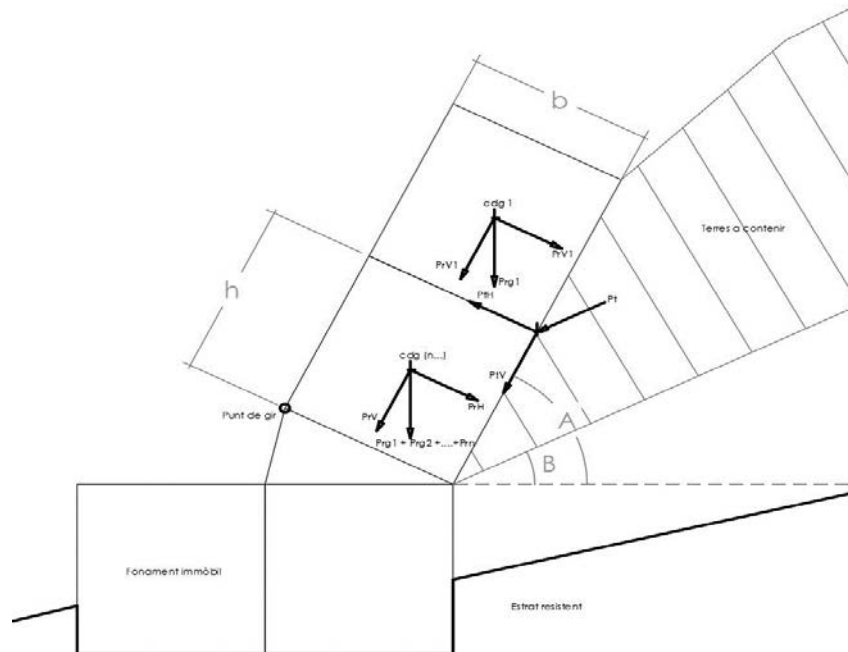 b
cdg 1
Terres a contenir
PrV1
PrV1
Prg1
h
PtH
Pt
cdg (n...)
PtV
Punt de gir
PrV
PrH
A
Prg1 + Prg2 +....+Prn
B
Fonament immòbil
Estrat resistent